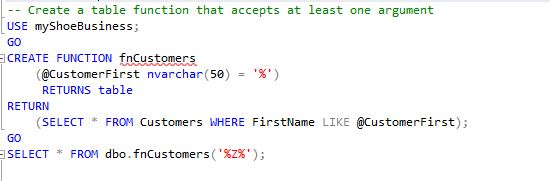 -- Create a table function that accepts at least one argument
USE myShoeBusiness;
GO
CREATE FUNCTION fnCustomers
(@CustomerFirst nvarchar(50) = '%')
RETURNS table
RETURN
(SELECT * FROM Customers WHERE FirstName LIKE @CustomerFirst);
GO
SELECT * FROM dbo.fnCustomers('%Z%');